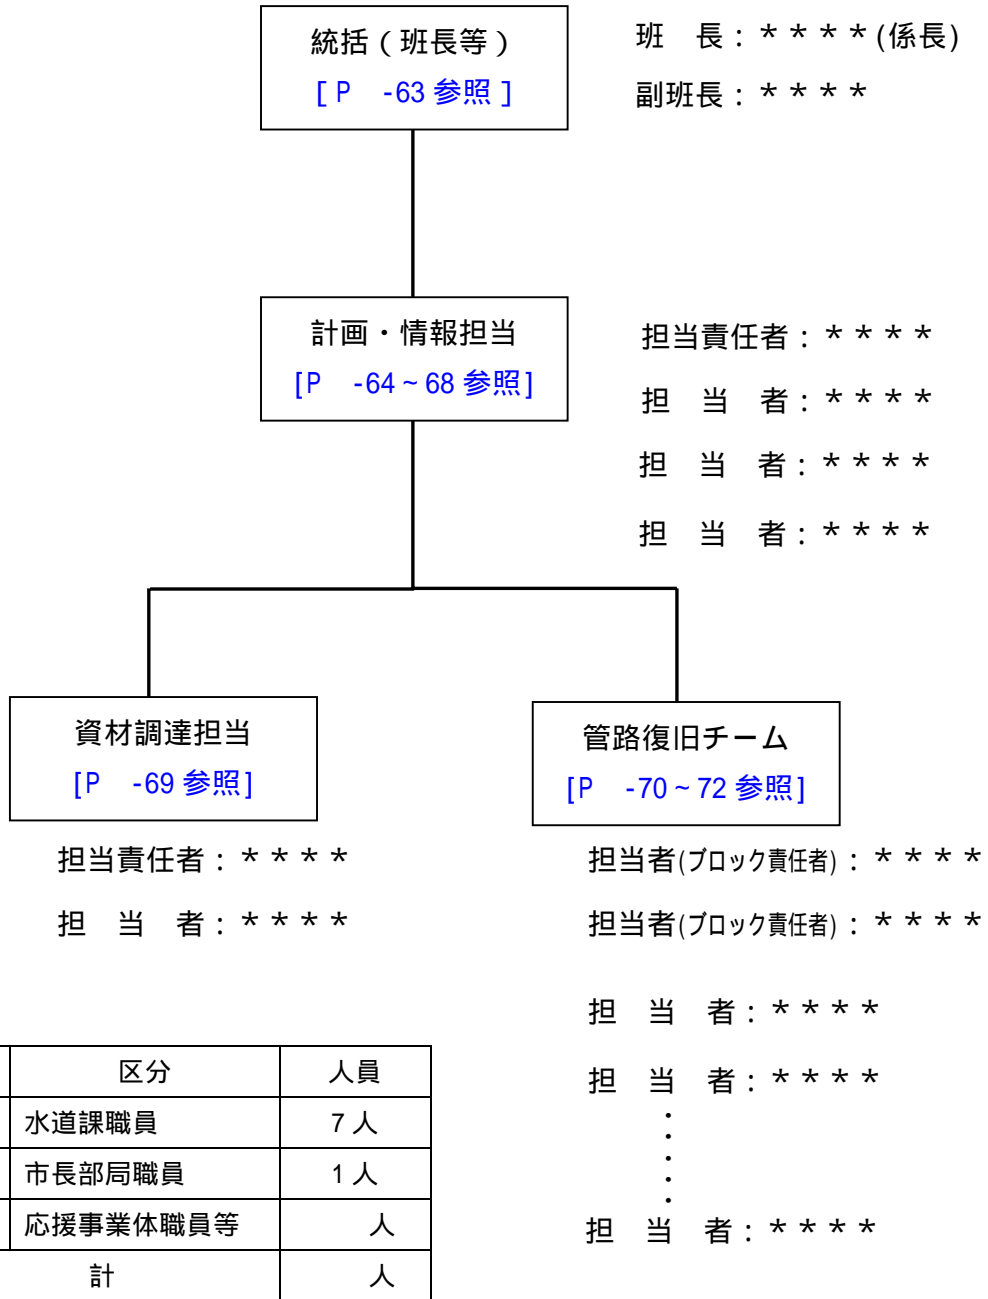 統括（班長等）
[ P　-63 参照 ]
班　長：＊＊＊＊(係長)
副班長：＊＊＊＊
計画・情報担当
[P　-64～68 参照]
担当責任者：＊＊＊＊
担　当　者：＊＊＊＊
担　当　者：＊＊＊＊
担　当　者：＊＊＊＊
資材調達担当
[P　-69 参照]
担当責任者：＊＊＊＊
担　当　者：＊＊＊＊
管路復旧チーム
[P　-70～72 参照]
担当者(ブロック責任者)：＊＊＊＊
担当者(ブロック責任者)：＊＊＊＊
担　当　者：＊＊＊＊
担　当　者：＊＊＊＊
・
・
・
・
・
担　当　者：＊＊＊＊
区分　人員
水道課職員　7 人
市長部局職員　1 人
応援事業体職員等　人
計　人